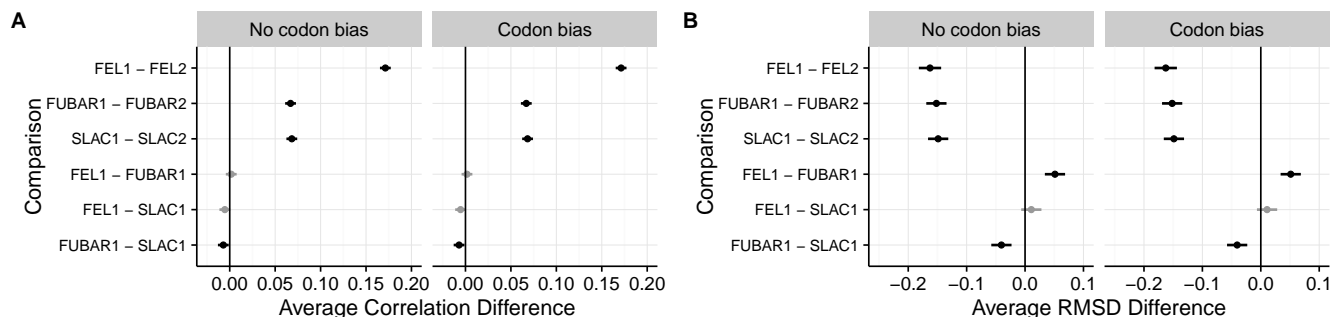 A
No codon bias
Codon bias
Comparison
FEL1 − FEL2
FUBAR1 − FUBAR2
SLAC1 − SLAC2
FEL1 − FUBAR1
FEL1 − SLAC1
FUBAR1 − SLAC1
0.00 0.05 0.10 0.15 0.20
0.00 0.05 0.10 0.15 0.20
Average Correlation Difference
B
No codon bias
Codon bias
Comparison
FEL1 − FEL2
FUBAR1 − FUBAR2
SLAC1 − SLAC2
FEL1 − FUBAR1
FEL1 − SLAC1
FUBAR1 − SLAC1
−0.2 −0.1 0.0 0.1
−0.2 −0.1 0.0 0.1
Average RMSD Difference